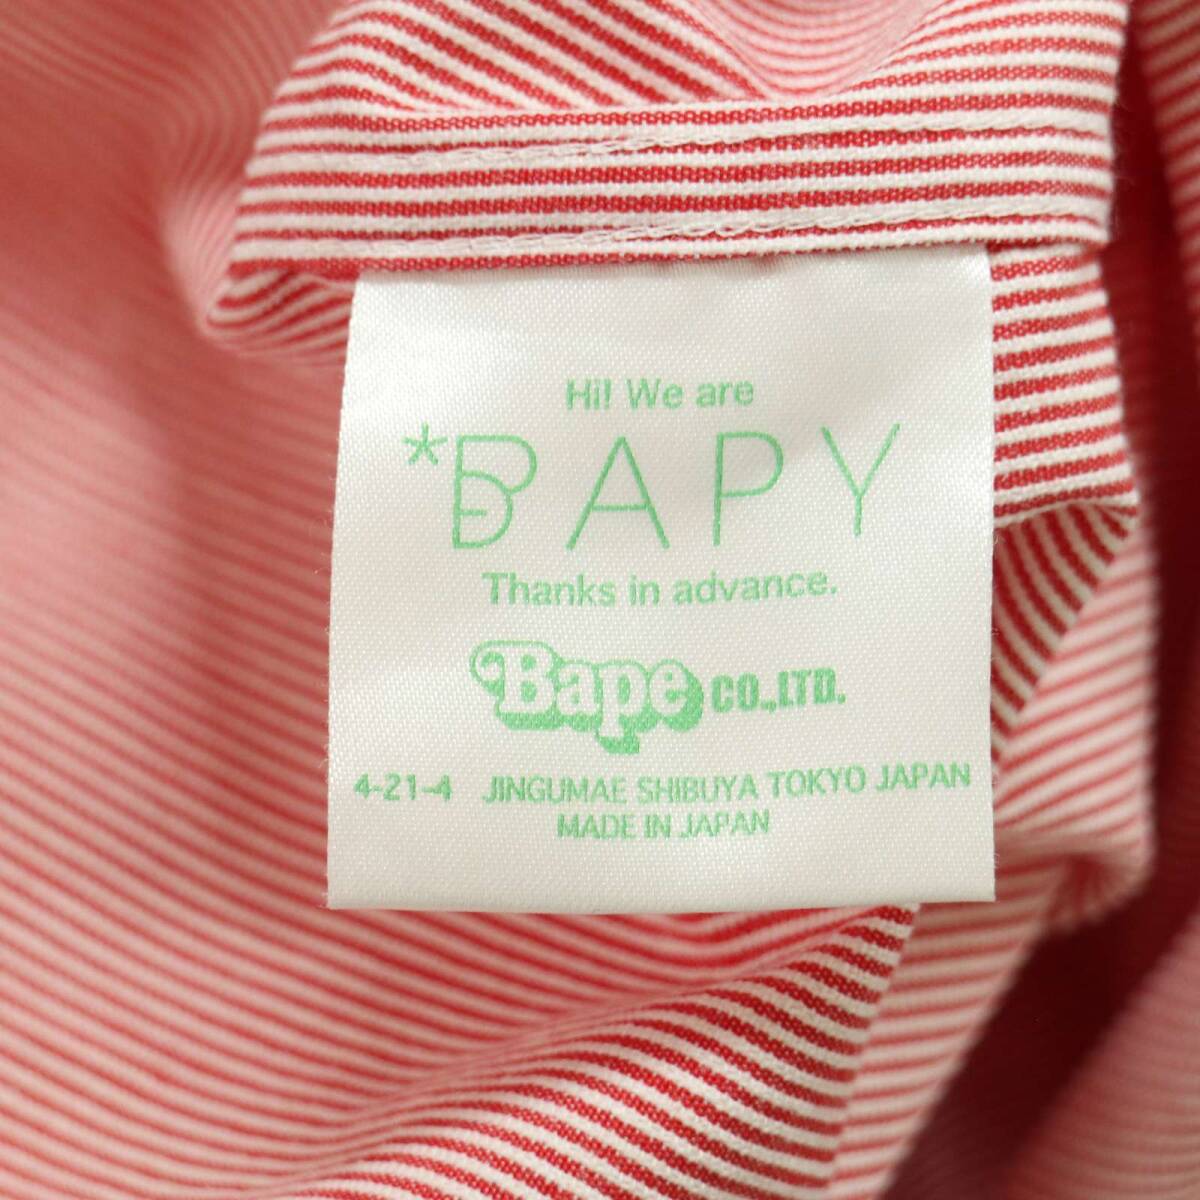 Hi! We are
*BAPY
Thanks in advance.
Bape CO.,LTD.
4-21-4 JINGUMAE SHIBUYA TOKYO JAPAN
MADE IN JAPAN